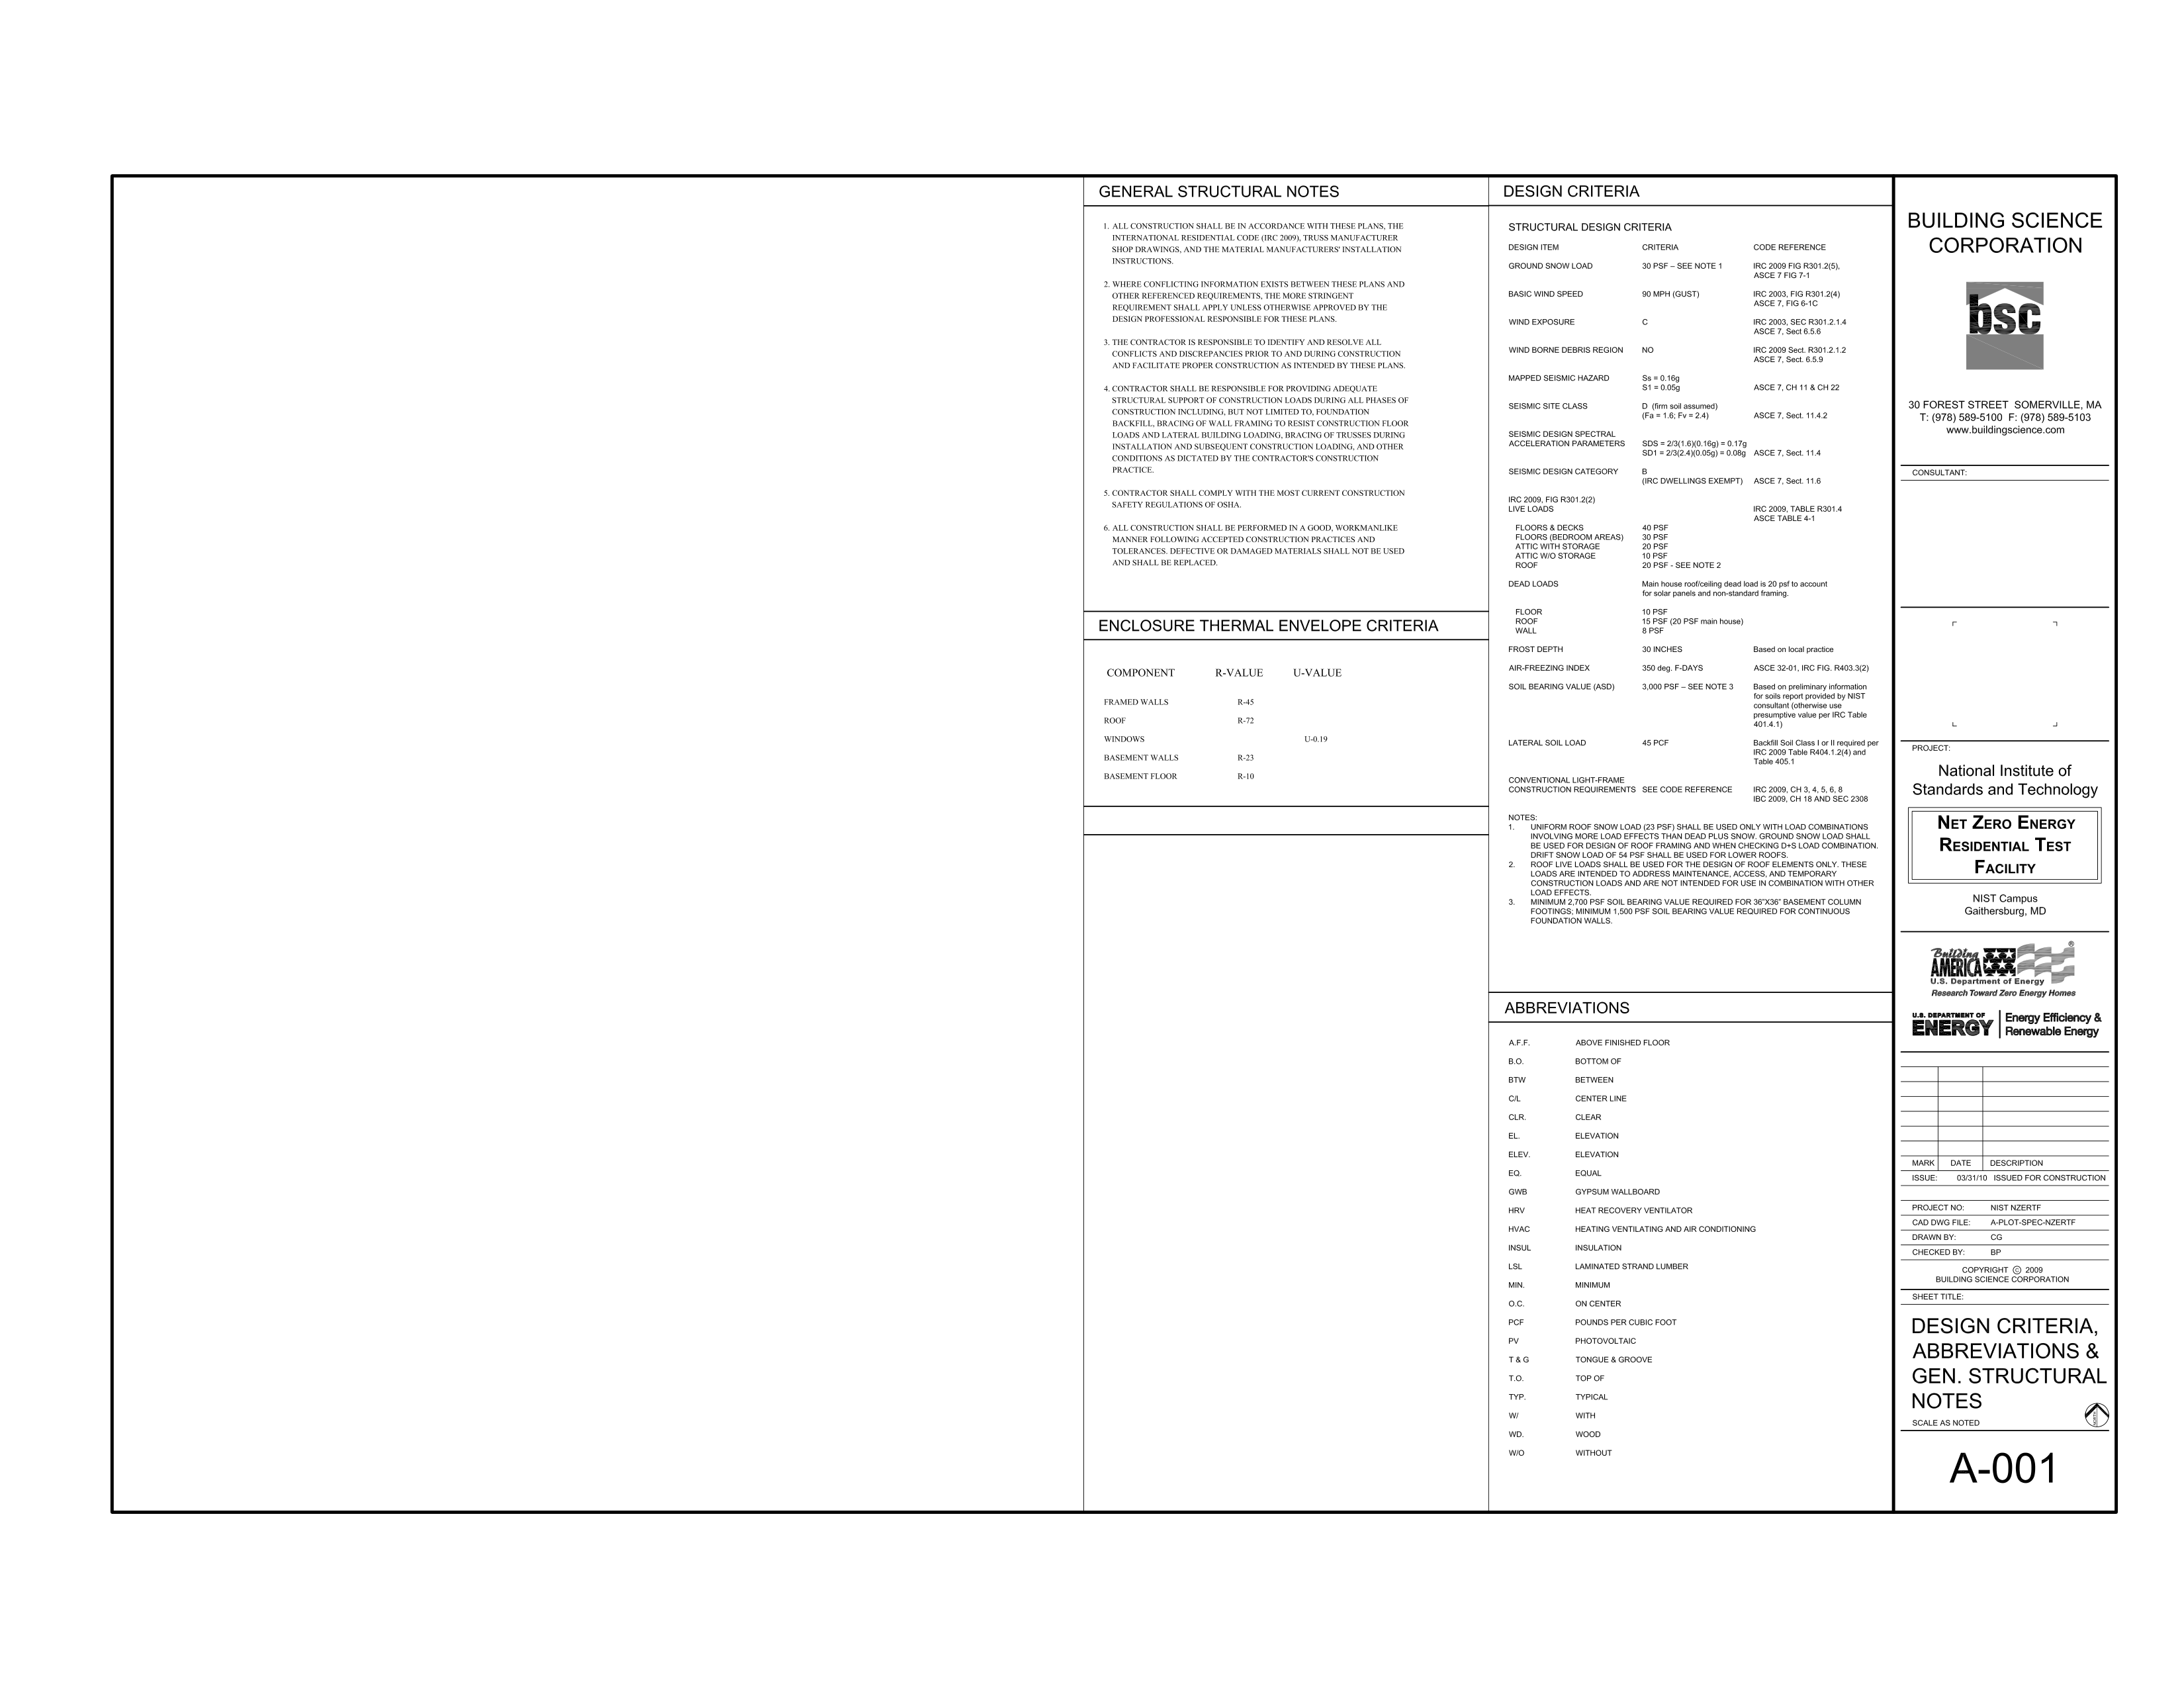 GENERAL STRUCTURAL NOTES
1. ALL CONSTRUCTION SHALL BE IN ACCORDANCE WITH THESE PLANS, THE
INTERNATIONAL RESIDENTIAL CODE (IRC 2009), TRUSS MANUFACTURER
SHOP DRAWINGS, AND THE MATERIAL MANUFACTURERS' INSTALLATION
INSTRUCTIONS.
2. WHERE CONFLICTING INFORMATION EXISTS BETWEEN THESE PLANS AND
OTHER REFERENCED REQUIREMENTS, THE MORE STRINGENT
REQUIREMENT SHALL APPLY UNLESS OTHERWISE APPROVED BY THE
DESIGN PROFESSIONAL RESPONSIBLE FOR THESE PLANS.
3. THE CONTRACTOR IS RESPONSIBLE TO IDENTIFY AND RESOLVE ALL
CONFLICTS AND DISCREPANCIES PRIOR TO AND DURING CONSTRUCTION
AND FACILITATE PROPER CONSTRUCTION AS INTENDED BY THESE PLANS.
4. CONTRACTOR SHALL BE RESPONSIBLE FOR PROVIDING ADEQUATE
STRUCTURAL SUPPORT OF CONSTRUCTION LOADS DURING ALL PHASES OF
CONSTRUCTION INCLUDING, BUT NOT LIMITED TO, FOUNDATION
BACKFILL, BRACING OF WALL FRAMING TO RESIST CONSTRUCTION FLOOR
LOADS AND LATERAL BUILDING LOADING, BRACING OF TRUSSES DURING
INSTALLATION AND SUBSEQUENT CONSTRUCTION LOADING, AND OTHER
CONDITIONS AS DICTATED BY THE CONTRACTOR'S CONSTRUCTION
PRACTICE.
5. CONTRACTOR SHALL COMPLY WITH THE MOST CURRENT CONSTRUCTION
SAFETY REGULATIONS OF OSHA.
6. ALL CONSTRUCTION SHALL BE PERFORMED IN A GOOD, WORKMANLIKE
MANNER FOLLOWING ACCEPTED CONSTRUCTION PRACTICES AND
TOLERANCES. DEFECTIVE OR DAMAGED MATERIALS SHALL NOT BE USED
AND SHALL BE REPLACED.
ENCLOSURE THERMAL ENVELOPE CRITERIA
COMPONENT R-VALUE U-VALUE
FRAMED WALLS R-45
ROOF R-72
WINDOWS U-0.19
BASEMENT WALLS R-23
BASEMENT FLOOR R-10
DESIGN CRITERIA
STRUCTURAL DESIGN CRITERIA
DESIGN ITEM CRITERIA CODE REFERENCE
GROUND SNOW LOAD 30 PSF – SEE NOTE 1 IRC 2009 FIG R301.2(5),
ASCE 7 FIG 7-1
BASIC WIND SPEED 90 MPH (GUST) IRC 2003, FIG R301.2(4)
ASCE 7, FIG 6-1C
WIND EXPOSURE C IRC 2003, SEC R301.2.1.4
ASCE 7, Sect 6.5.6
WIND BORNE DEBRIS REGION NO IRC 2009 Sect. R301.2.1.2
ASCE 7, Sect. 6.5.9
MAPPED SEISMIC HAZARD Ss = 0.16g
S1 = 0.05g ASCE 7, CH 11 & CH 22
SEISMIC SITE CLASS D (firm soil assumed)
(Fa = 1.6; Fv = 2.4) ASCE 7, Sect. 11.4.2
SEISMIC DESIGN SPECTRAL
ACCELERATION PARAMETERS SDS = 2/3(1.6)(0.16g) = 0.17g
SD1 = 2/3(2.4)(0.05g) = 0.08g ASCE 7, Sect. 11.4
SEISMIC DESIGN CATEGORY B
(IRC DWELLINGS EXEMPT) ASCE 7, Sect. 11.6
IRC 2009, FIG R301.2(2)
LIVE LOADS IRC 2009, TABLE R301.4
ASCE TABLE 4-1
FLOORS & DECKS 40 PSF
FLOORS (BEDROOM AREAS) 30 PSF
ATTIC WITH STORAGE 20 PSF
ATTIC W/O STORAGE 10 PSF
ROOF 20 PSF - SEE NOTE 2
DEAD LOADS Main house roof/ceiling dead load is 20 psf to account
for solar panels and non-standard framing.
FLOOR 10 PSF
ROOF 15 PSF (20 PSF main house)
WALL 8 PSF
FROST DEPTH 30 INCHES Based on local practice
AIR-FREEZING INDEX 350 deg. F-DAYS ASCE 32-01, IRC FIG. R403.3(2)
SOIL BEARING VALUE (ASD) 3,000 PSF – SEE NOTE 3 Based on preliminary information
for soils report provided by NIST
consultant (otherwise use
presumptive value per IRC Table
401.4.1)
LATERAL SOIL LOAD 45 PCF Backfill Soil Class I or II required per
IRC 2009 Table R404.1.2(4) and
Table 405.1
CONVENTIONAL LIGHT-FRAME
CONSTRUCTION REQUIREMENTS SEE CODE REFERENCE IRC 2009, CH 3, 4, 5, 6, 8
IBC 2009, CH 18 AND SEC 2308
NOTES:
1. UNIFORM ROOF SNOW LOAD (23 PSF) SHALL BE USED ONLY WITH LOAD COMBINATIONS
INVOLVING MORE LOAD EFFECTS THAN DEAD PLUS SNOW. GROUND SNOW LOAD SHALL
BE USED FOR DESIGN OF ROOF FRAMING AND WHEN CHECKING D+S LOAD COMBINATION.
DRIFT SNOW LOAD OF 54 PSF SHALL BE USED FOR LOWER ROOFS.
2. ROOF LIVE LOADS SHALL BE USED FOR THE DESIGN OF ROOF ELEMENTS ONLY. THESE
LOADS ARE INTENDED TO ADDRESS MAINTENANCE, ACCESS, AND TEMPORARY
CONSTRUCTION LOADS AND ARE NOT INTENDED FOR USE IN COMBINATION WITH OTHER
LOAD EFFECTS.
3. MINIMUM 2,700 PSF SOIL BEARING VALUE REQUIRED FOR 36"X36" BASEMENT COLUMN
FOOTINGS; MINIMUM 1,500 PSF SOIL BEARING VALUE REQUIRED FOR CONTINUOUS
FOUNDATION WALLS.
ABBREVIATIONS
A.F.F. ABOVE FINISHED FLOOR
B.O. BOTTOM OF
BTW BETWEEN
C/L CENTER LINE
CLR. CLEAR
EL. ELEVATION
ELEV. ELEVATION
EQ. EQUAL
GWB GYPSUM WALLBOARD
HRV HEAT RECOVERY VENTILATOR
HVAC HEATING VENTILATING AND AIR CONDITIONING
INSUL INSULATION
LSL LAMINATED STRAND LUMBER
MIN. MINIMUM
O.C. ON CENTER
PCF POUNDS PER CUBIC FOOT
PV PHOTOVOLTAIC
T & G TONGUE & GROOVE
T.O. TOP OF
TYP. TYPICAL
W/ WITH
WD. WOOD
W/O WITHOUT
BUILDING SCIENCE
CORPORATION
bsc
30 FOREST STREET SOMERVILLE, MA
T: (978) 589-5100 F: (978) 589-5103
www.buildingscience.com
CONSULTANT:
PROJECT:
National Institute of
Standards and Technology
NET ZERO ENERGY
RESIDENTIAL TEST
FACILITY
NIST Campus
Gaithersburg, MD
Building
AMERICA ®
U.S. Department of Energy
Research Toward Zero Energy Homes
U.S. DEPARTMENT OF Energy Efficiency &
ENERGY Renewable Energy
MARK DATE DESCRIPTION
ISSUE: 03/31/10 ISSUED FOR CONSTRUCTION
PROJECT NO: NIST NZERTF
CAD DWG FILE: A-PLOT-SPEC-NZERTF
DRAWN BY: CG
CHECKED BY: BP
COPYRIGHT © 2009
BUILDING SCIENCE CORPORATION
SHEET TITLE:
DESIGN CRITERIA,
ABBREVIATIONS &
GEN. STRUCTURAL
NOTES
SCALE AS NOTED
NORTH
A-001